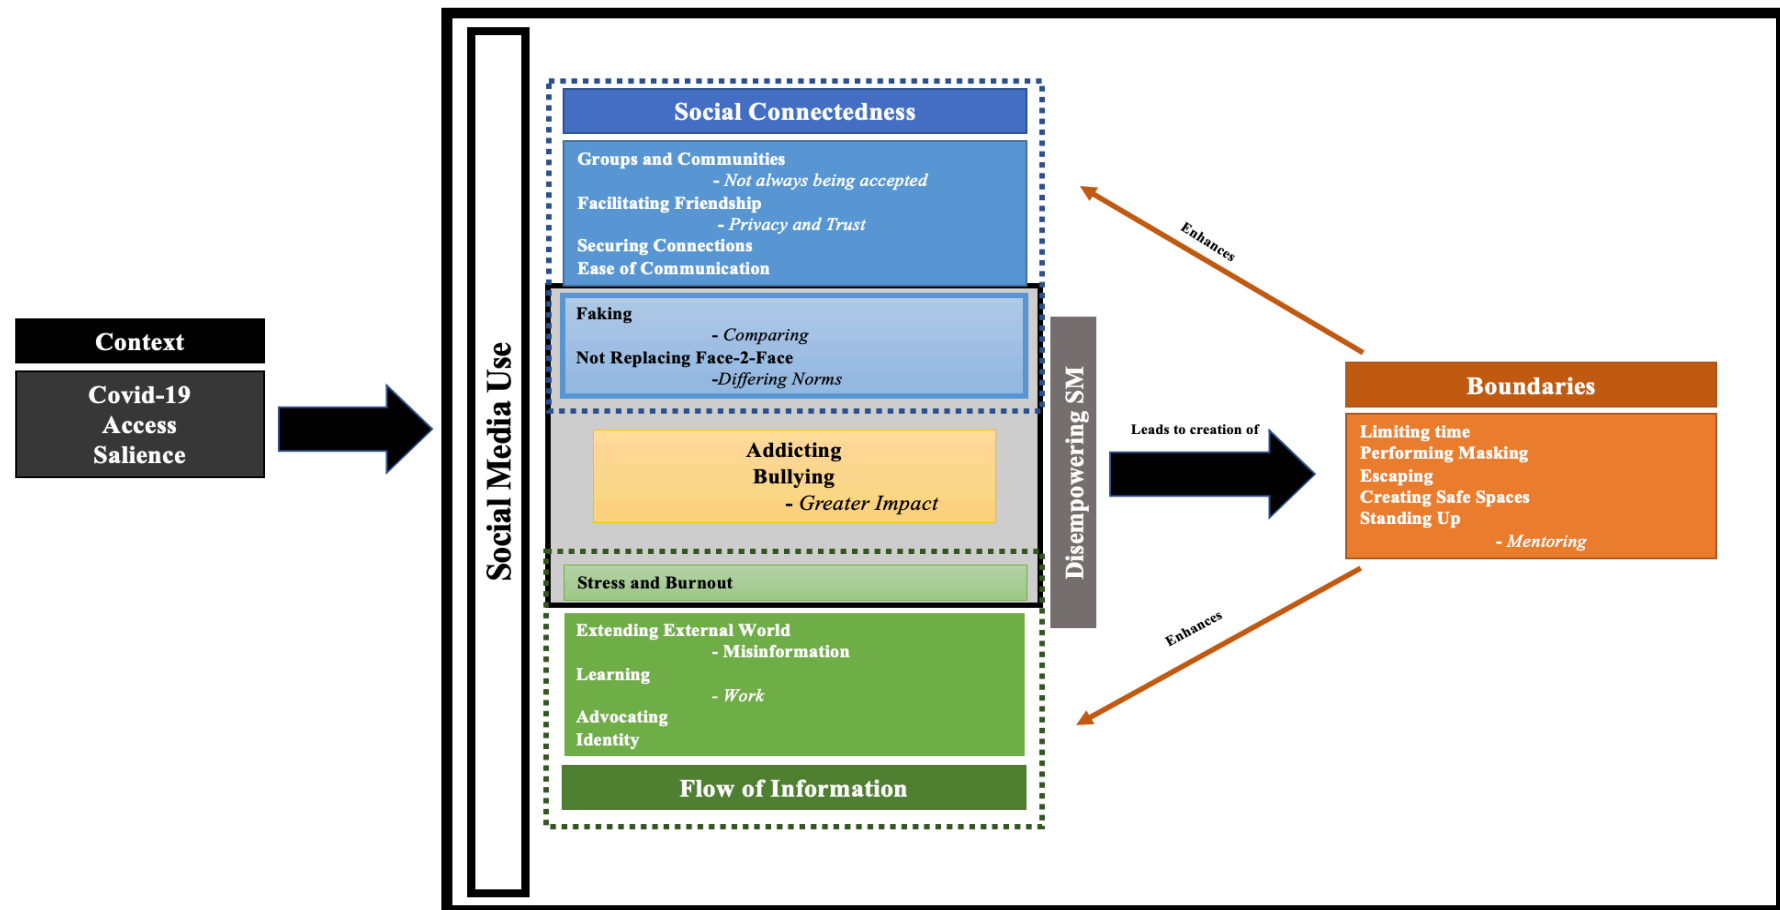 Context
Covid-19
Access
Salience
Social Media Use
Social Connectedness
Groups and Communities
- Not always being accepted
Facilitating Friendship
- Privacy and Trust
Securing Connections
Ease of Communication
Faking
- Comparing
Not Replacing Face-2-Face
-Differing Norms
Addicting
Bullying
- Greater Impact
Stress and Burnout
Extending External World
- Misinformation
Learning
- Work
Advocating
Identity
Flow of Information
Disempowering SM
Leads to creation of
Enhances
Boundaries
Limiting time
Performing Masking
Escaping
Creating Safe Spaces
Standing Up
- Mentoring
Enhances